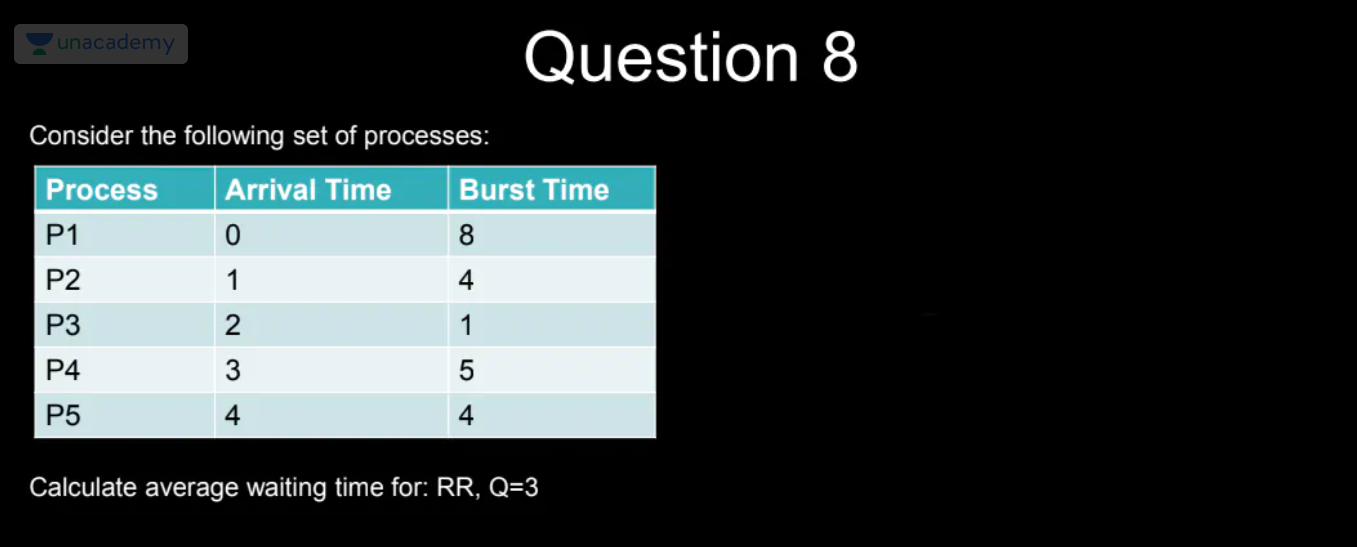 unacademy
Question 8
Consider the following set of processes:
Process Arrival Time Burst Time
P1 0 8
P2 1 4
P3 2 1
P4 3 5
P5 4 4
Calculate average waiting time for: RR, Q=3